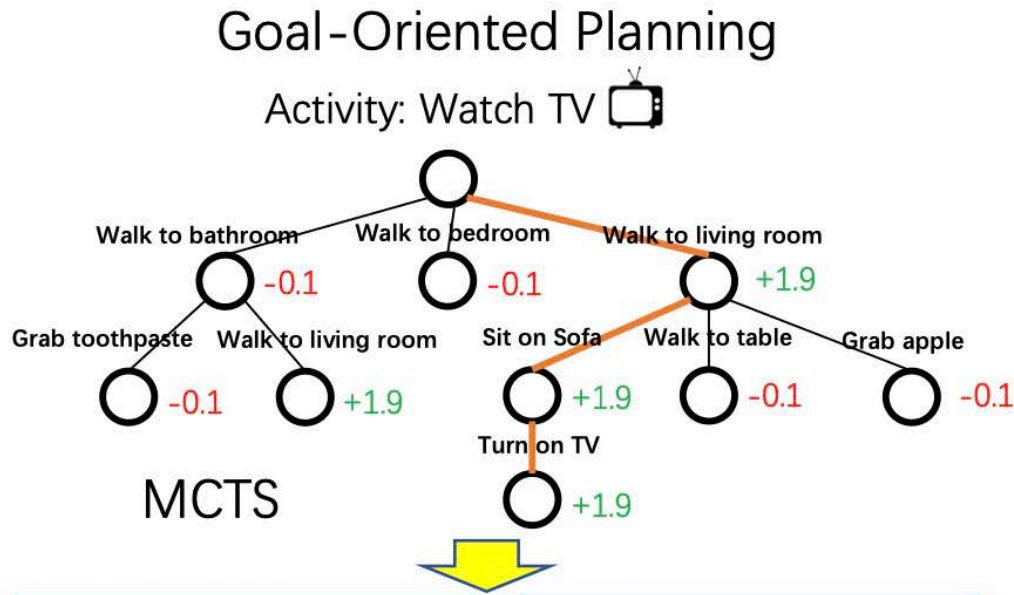 Goal-Oriented Planning
Activity: Watch TV
Walk to bathroom Walk to bedroom Walk to living room
-0.1 -0.1 +1.9
Grab toothpaste Walk to living room Sit on Sofa Walk to table Grab apple
-0.1 +1.9 +1.9 -0.1 -0.1
Turn on TV
MCTS +1.9